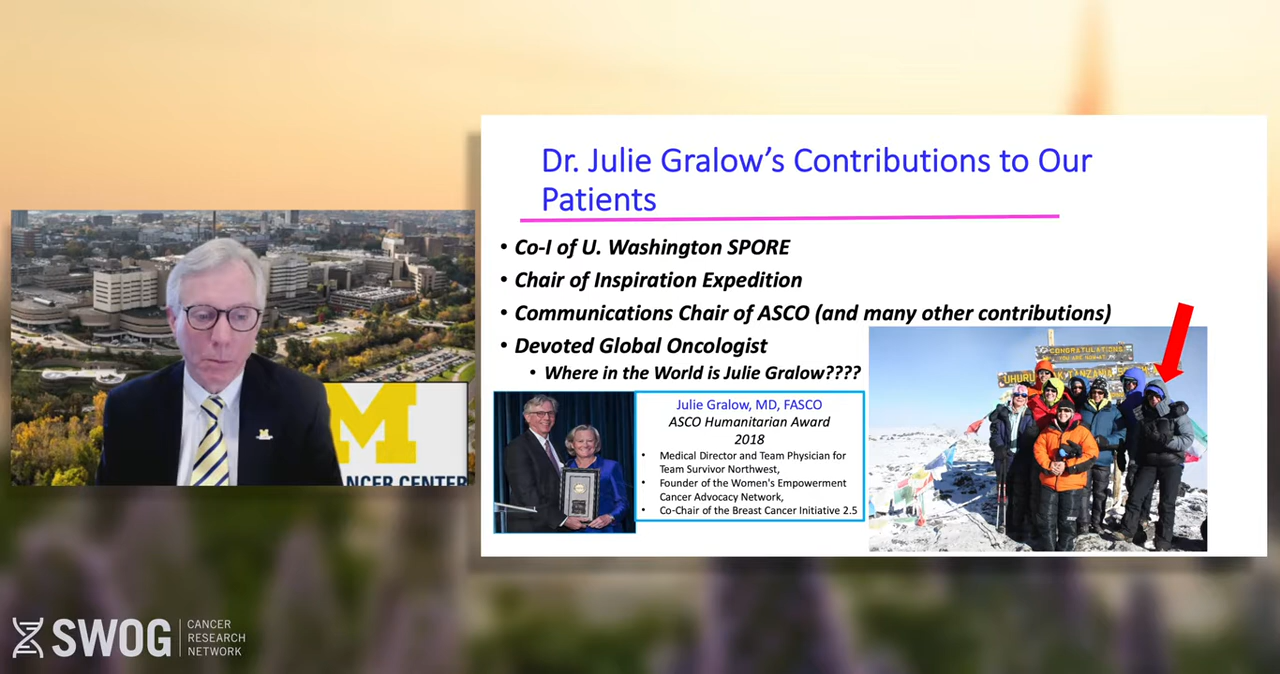 Dr. Julie Gralow's Contributions to Our
Patients
• Co-I of U. Washington SPORE
• Chair of Inspiration Expedition
• Communications Chair of ASCO (and many other contributions)
• Devoted Global Oncologist
• Where in the World is Julie Gralow????
Julie Gralow, MD, FASCO
ASCO Humanitarian Award
2018
• Medical Director and Team Physician for
Team Survivor Northwest,
• Founder of the Women's Empowerment
Cancer Advocacy Network,
• Co-Chair of the Breast Cancer Initiative 2.5
CONGRATULATIONS
TANZANIA
M
NCER CENTER
SWOG
CANCER
RESEARCH
NETWORK